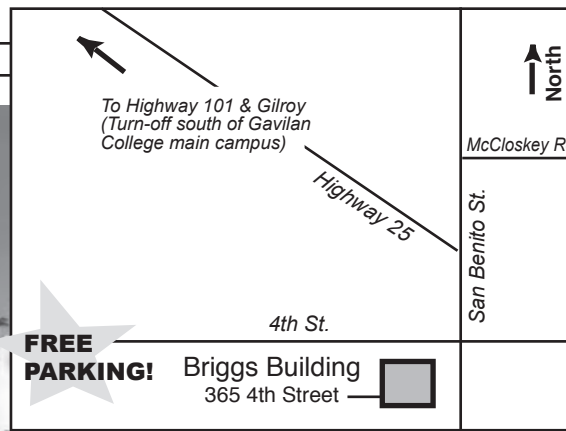 To Highway 101 & Gilroy
(Turn-off south of Gavilan
College main campus)
North
McCloskey R
Highway 25
San Benito St.
4th St.
FREE
PARKING!
Briggs Building
365 4th Street